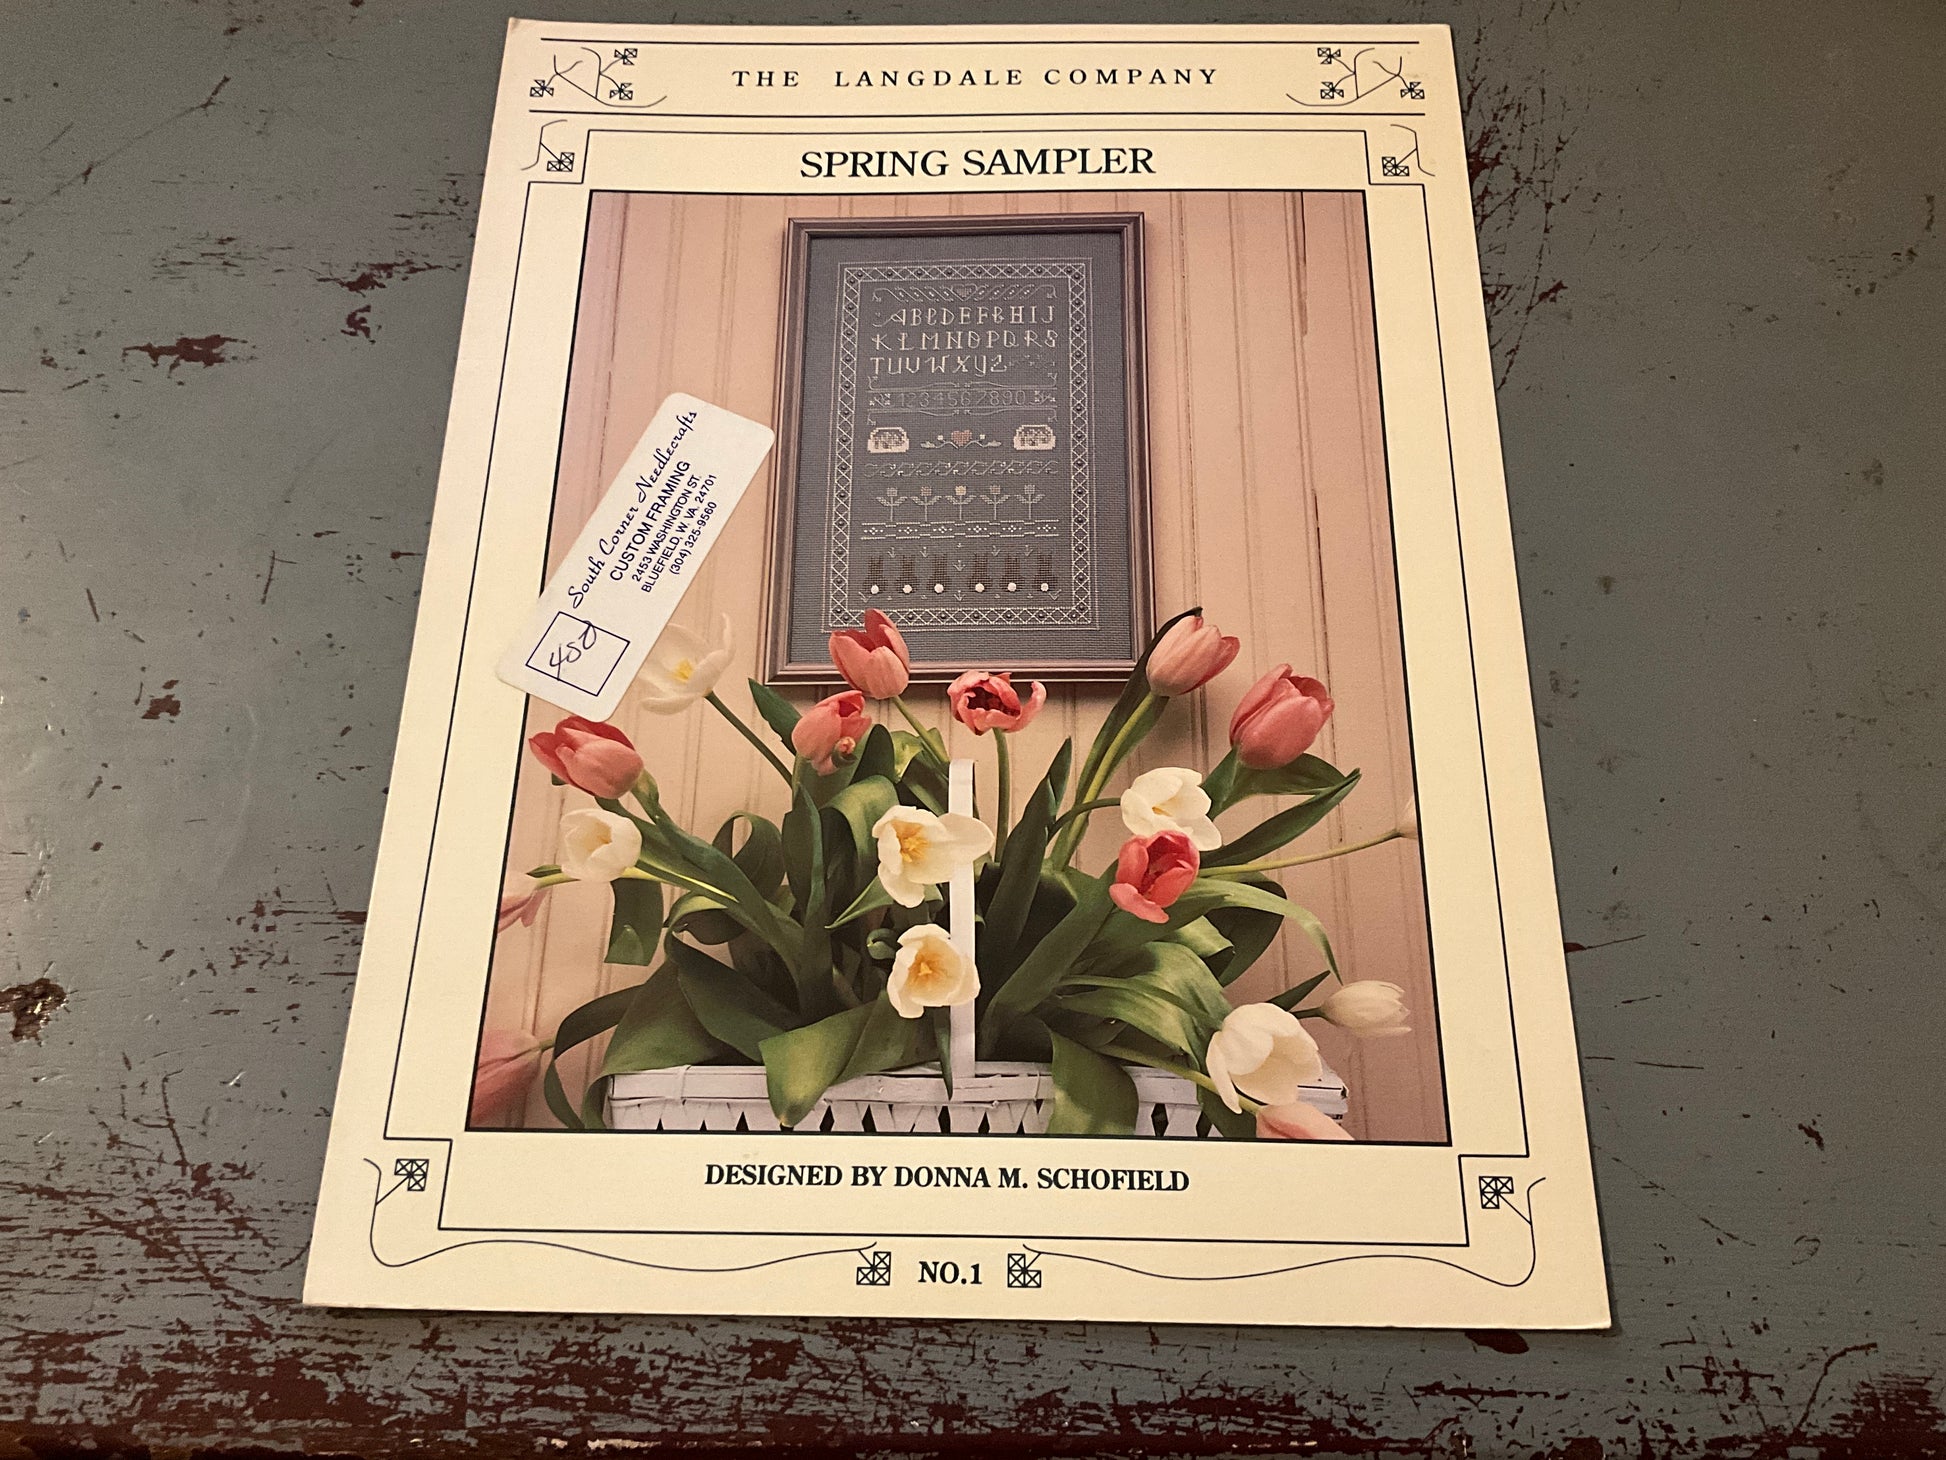 THE LANGDALE COMPANY
SPRING SAMPLER
ABCDEFGHIJ
KLMNOPQRS
TUVWXYZ
1234567890
South Corner Needlecrafts
CUSTOM FRAMING
2453 WASHINGTON ST.
BLUEFIELD, W. VA. 24701
(304) 325-9560
450
DESIGNED BY DONNA M. SCHOFIELD
NO.1